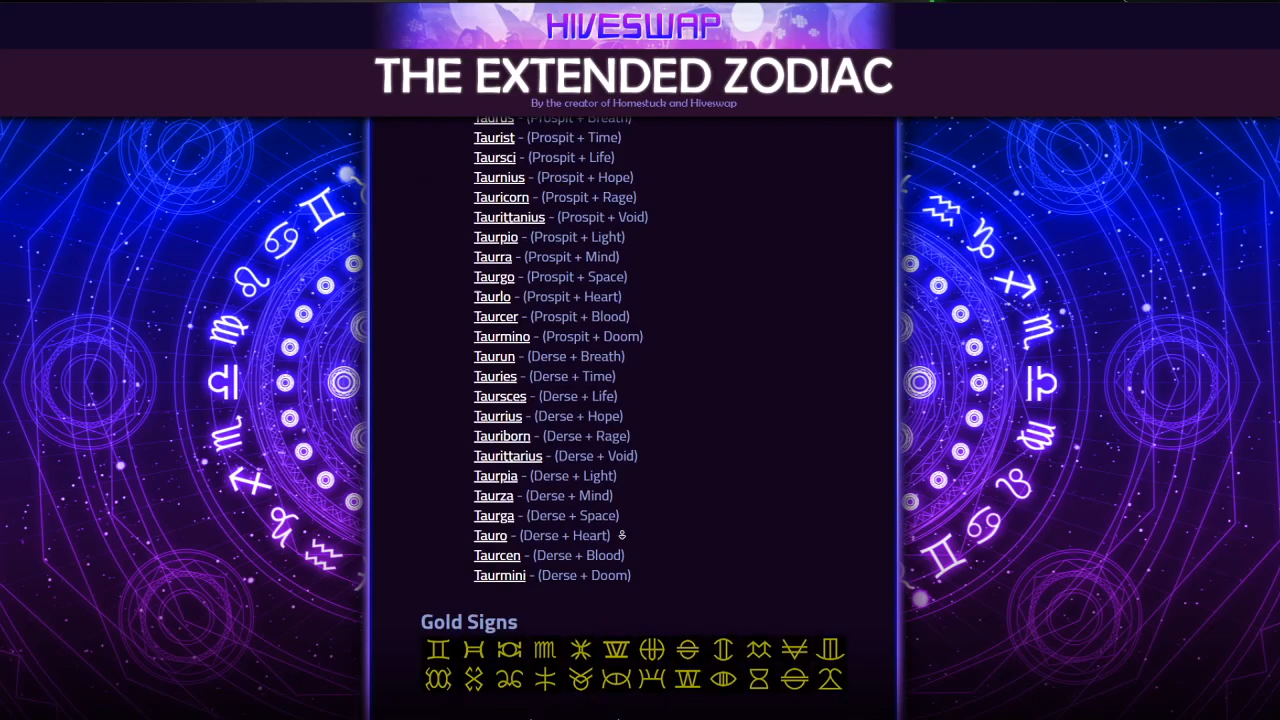 HIVESWAP
THE EXTENDED ZODIAC
By the creator of Homestuck and Hiveswap
Taurus - (Prospit + Breath)
Taurist - (Prospit + Time)
Taursci - (Prospit + Life)
Taurnius - (Prospit + Hope)
Tauricorn - (Prospit + Rage)
Taurittanius - (Prospit + Void)
Taurpio - (Prospit + Light)
Taurra - (Prospit + Mind)
Taurgo - (Prospit + Space)
Taurlo - (Prospit + Heart)
Taurcer - (Prospit + Blood)
Taurmino - (Prospit + Doom)
Taurun - (Derse + Breath)
Tauries - (Derse + Time)
Taursces - (Derse + Life)
Taurrius - (Derse + Hope)
Tauriborn - (Derse + Rage)
Taurittarius - (Derse + Void)
Taurpia - (Derse + Light)
Taurza - (Derse + Mind)
Taurga - (Derse + Space)
Tauro - (Derse + Heart)
Taurcen - (Derse + Blood)
Taurmini - (Derse + Doom)
Gold Signs